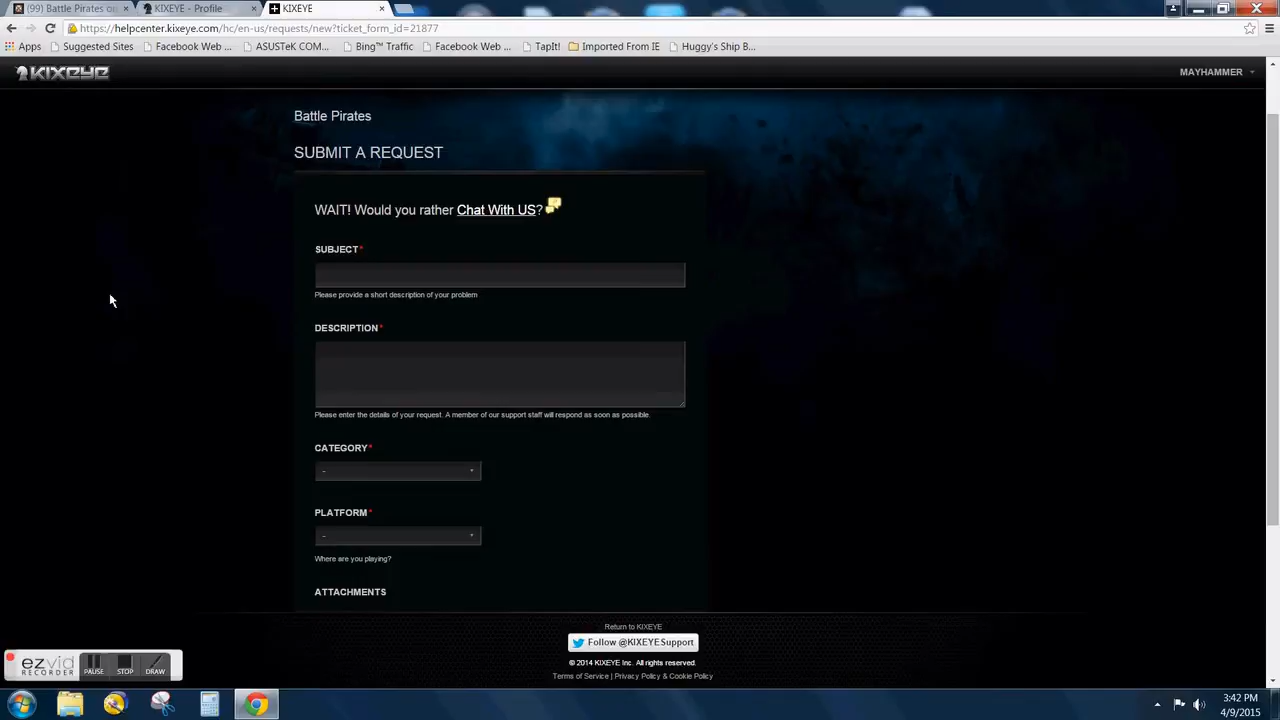 (99) Battle Pirates on
KIXEYE - Profile
KIXEYE
https://helpcenter.kixeye.com/hc/en-us/requests/new?ticket_form_id=21877
Apps Suggested Sites Facebook Web ... ASUSTeK COM... Bing™ Traffic Facebook Web ... TapIt! Imported From IE Huggy's Ship B...
KIXEYE
MAYHAMMER
Battle Pirates
SUBMIT A REQUEST
WAIT! Would you rather Chat With US?
SUBJECT*
Please provide a short description of your problem
DESCRIPTION*
Please enter the details of your request. A member of our support staff will respond as soon as possible.
CATEGORY*
-
PLATFORM*
-
Where are you playing?
ATTACHMENTS
Return to KIXEYE
Follow @KIXEYESupport
© 2014 KIXEYE Inc. All rights reserved.
Terms of Service | Privacy Policy & Cookie Policy
ezvid
RECORDER
PAUSE STOP DRAW
3:42 PM
4/9/2015